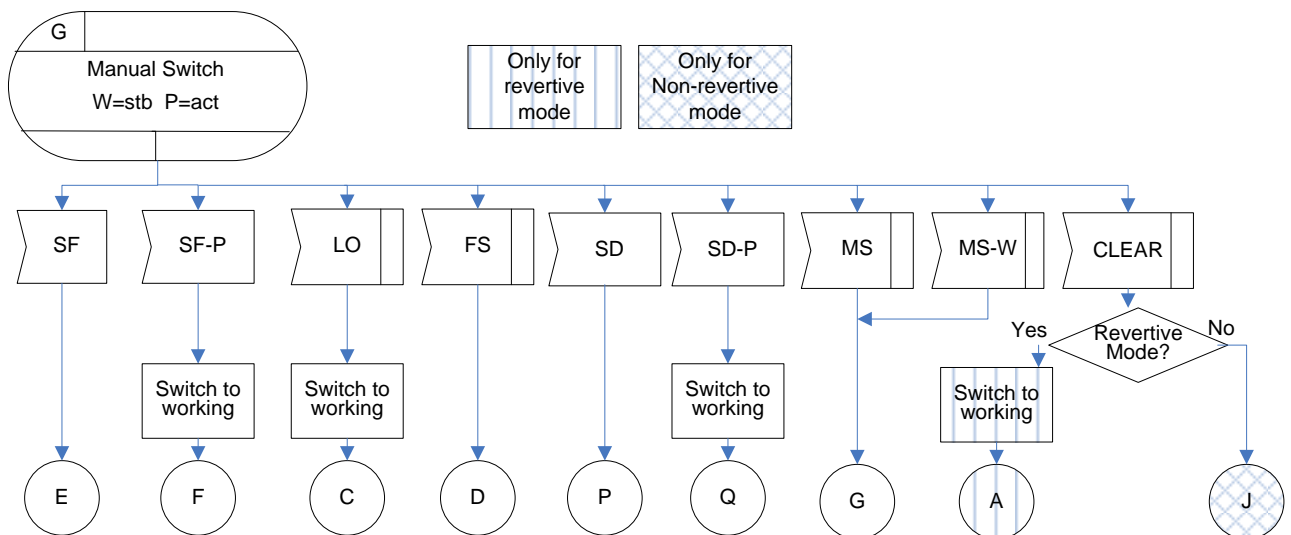 G
Manual Switch
W=stb P=act
Only for
revertive
mode
Only for
Non-revertive
mode
SF
SF-P
LO
FS
SD
SD-P
MS
MS-W
CLEAR
Yes
Revertive
Mode?
No
Switch to
working
Switch to
working
Switch to
working
Switch to
working
E
F
C
D
P
Q
G
A
J